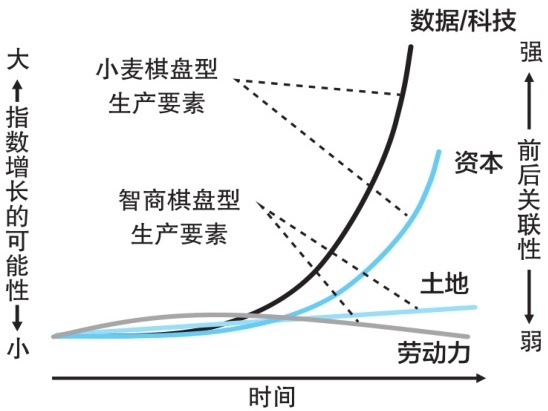 数据/科技
大
强
小麦棋盘型
生产要素
指数增长的可能性
前后关联性
资本
智商棋盘型
生产要素
土地
小
弱
劳动力
时间